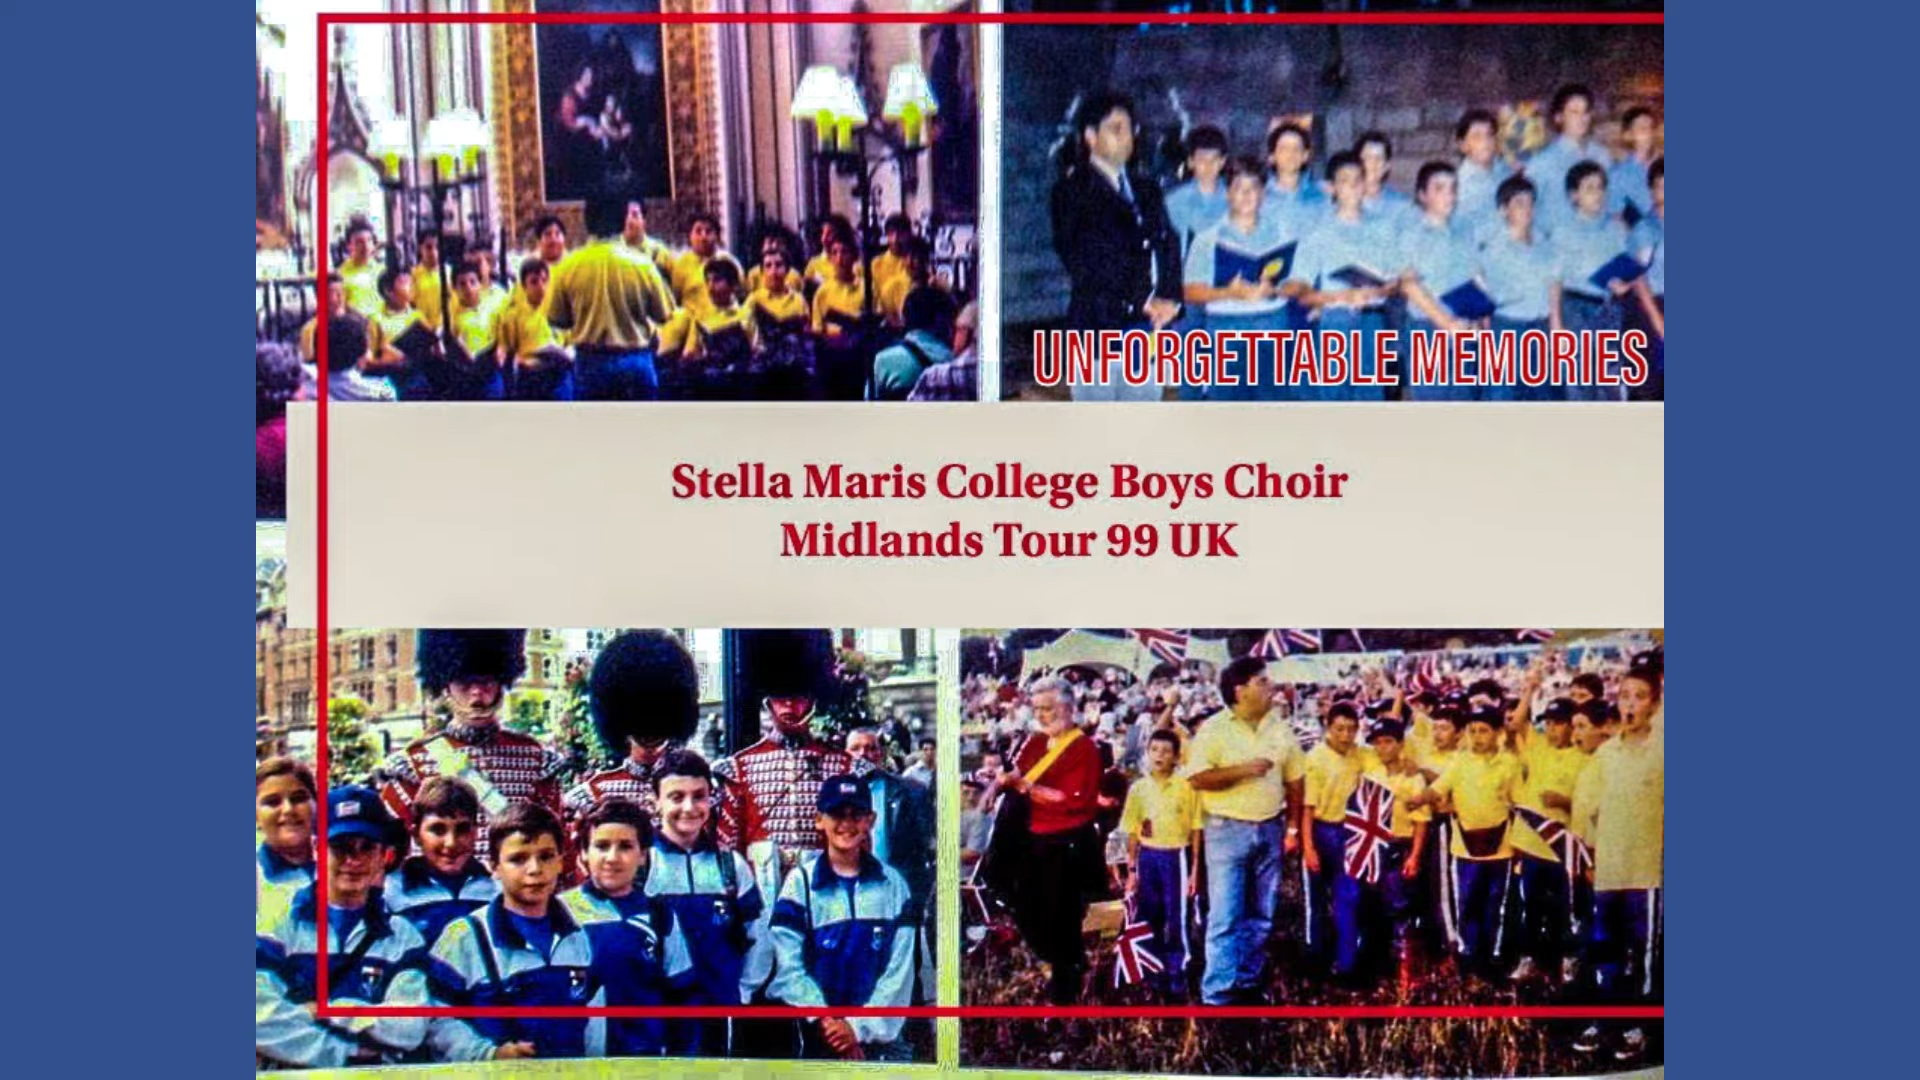 UNFORGETTABLE MEMORIES
Stella Maris College Boys Choir
Midlands Tour 99 UK